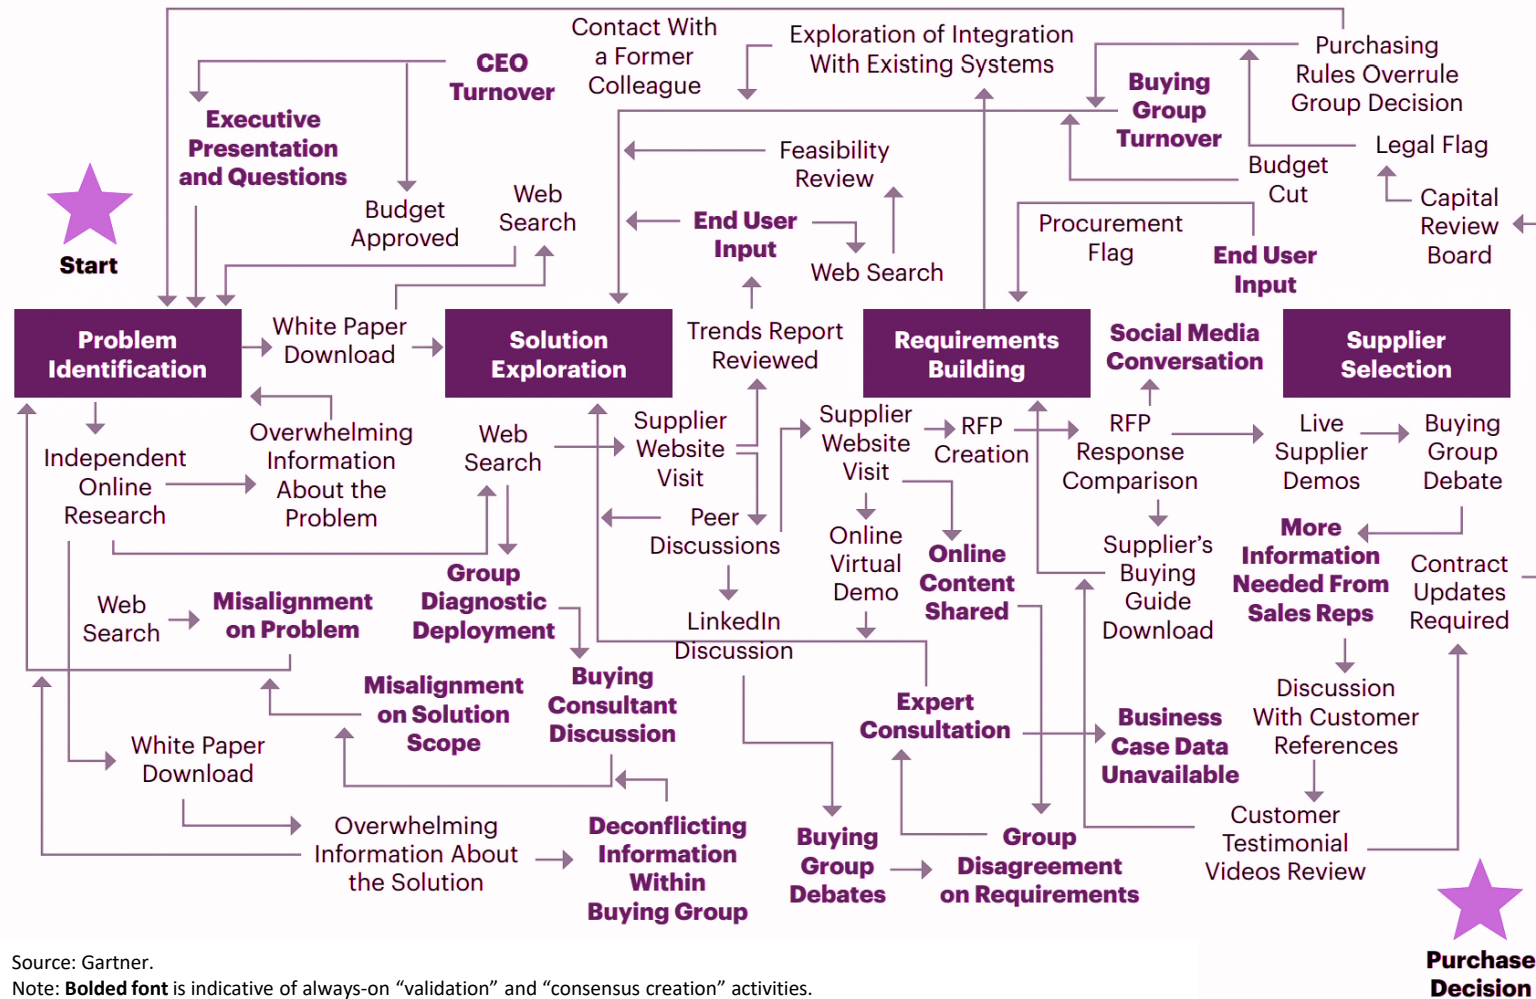 Contact With
a Former
Colleague
Exploration of Integration
With Existing Systems
Purchasing
Rules Overrule
Group Decision
CEO
Turnover
Buying
Group
Turnover
Executive
Presentation
and Questions
Feasibility
Review
Legal Flag
Budget
Cut
Web
Search
Budget
Approved
End User
Input
Procurement
Flag
Capital
Review
Board
Start
Web Search
End User
Input
Problem
Identification
White Paper
Download
Solution
Exploration
Trends Report
Reviewed
Requirements
Building
Social Media
Conversation
Supplier
Selection
Independent
Online
Research
Overwhelming
Information
About the
Problem
Web
Search
Supplier
Website
Visit
Supplier
Website
Visit
RFP
Creation
RFP
Response
Comparison
Live
Supplier
Demos
Buying
Group
Debate
Peer
Discussions
Online
Virtual
Demo
Online
Content
Shared
Supplier’s
Buying
Guide
Download
More
Information
Needed From
Sales Reps
Contract
Updates
Required
Web
Search
Misalignment
on Problem
Group
Diagnostic
Deployment
LinkedIn
Discussion
Misalignment
on Solution
Scope
Buying
Consultant
Discussion
Expert
Consultation
Business
Case Data
Unavailable
Discussion
With Customer
References
White Paper
Download
Overwhelming
Information About
the Solution
Deconflicting
Information
Within
Buying Group
Buying
Group
Debates
Group
Disagreement
on Requirements
Customer
Testimonial
Videos Review
Purchase
Decision
Source: Gartner.
Note: Bolded font is indicative of always-on “validation” and “consensus creation” activities.